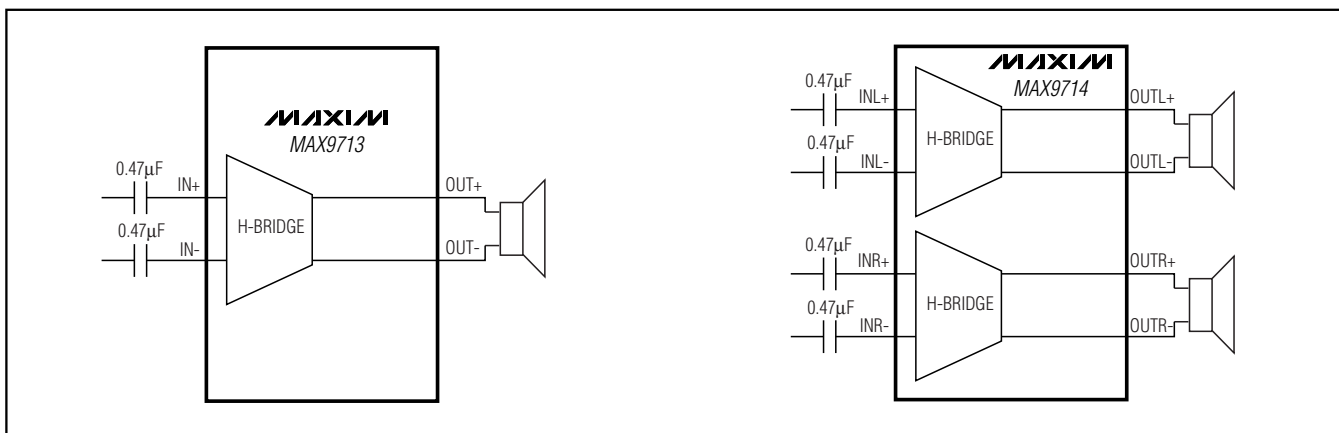 MAXIM
MAX9713
0.47µF
IN+
OUT+
H-BRIDGE
0.47µF
IN-
OUT-
MAXIM
MAX9714
0.47µF
INL+
OUTL+
H-BRIDGE
0.47µF
INL-
OUTL-
0.47µF
INR+
OUTR+
H-BRIDGE
0.47µF
INR-
OUTR-